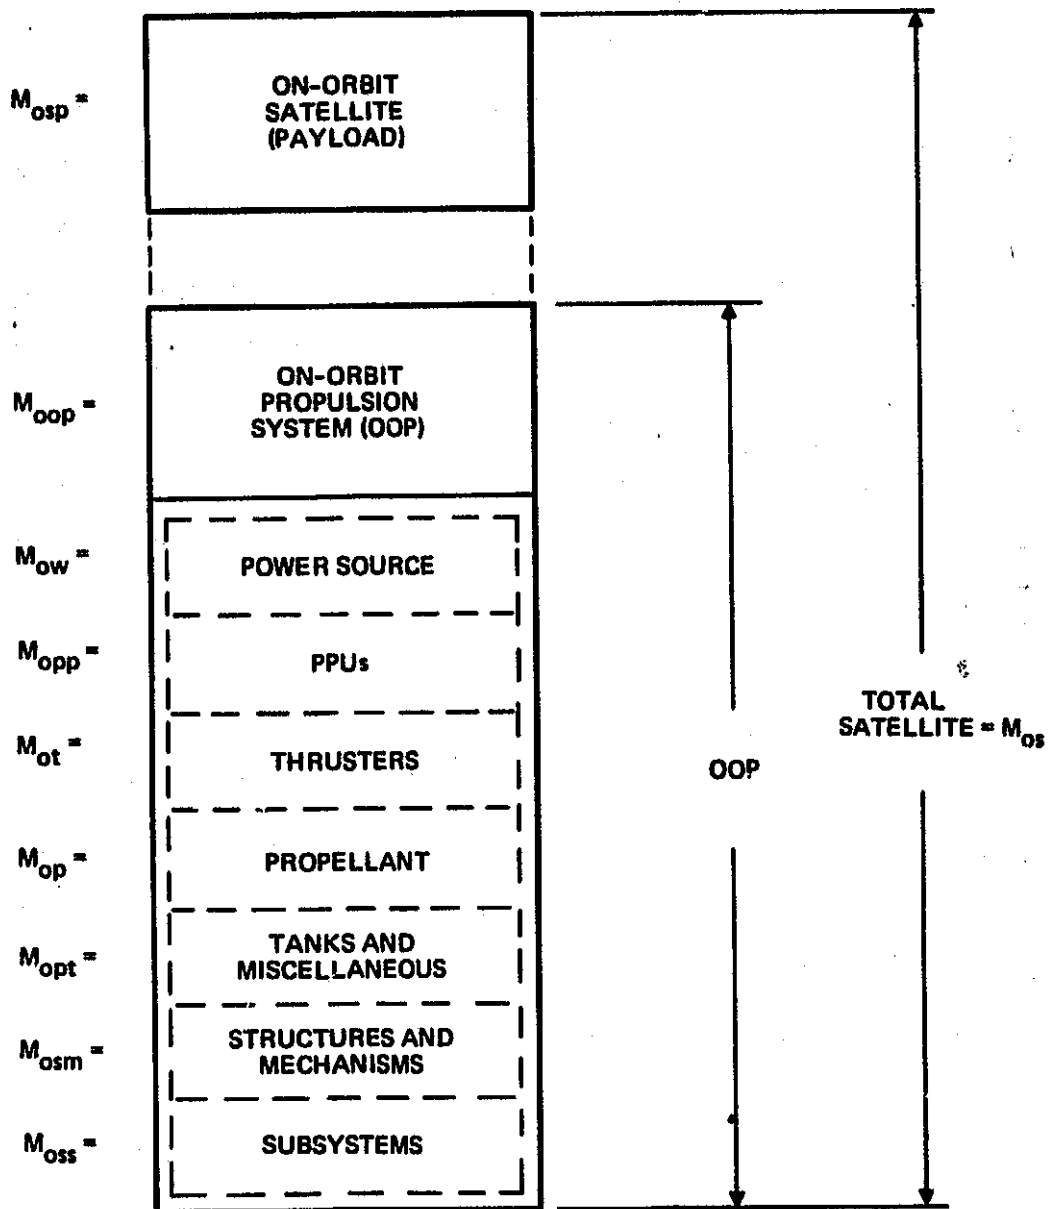 M_osp =
ON-ORBIT
SATELLITE
(PAYLOAD)
M_oop =
ON-ORBIT
PROPULSION
SYSTEM (OOP)
M_ow =
POWER SOURCE
M_opp =
PPUs
M_ot =
THRUSTERS
M_op =
PROPELLANT
M_opt =
TANKS AND
MISCELLANEOUS
M_osm =
STRUCTURES AND
MECHANISMS
M_oss =
SUBSYSTEMS
OOP
TOTAL
SATELLITE = M_os